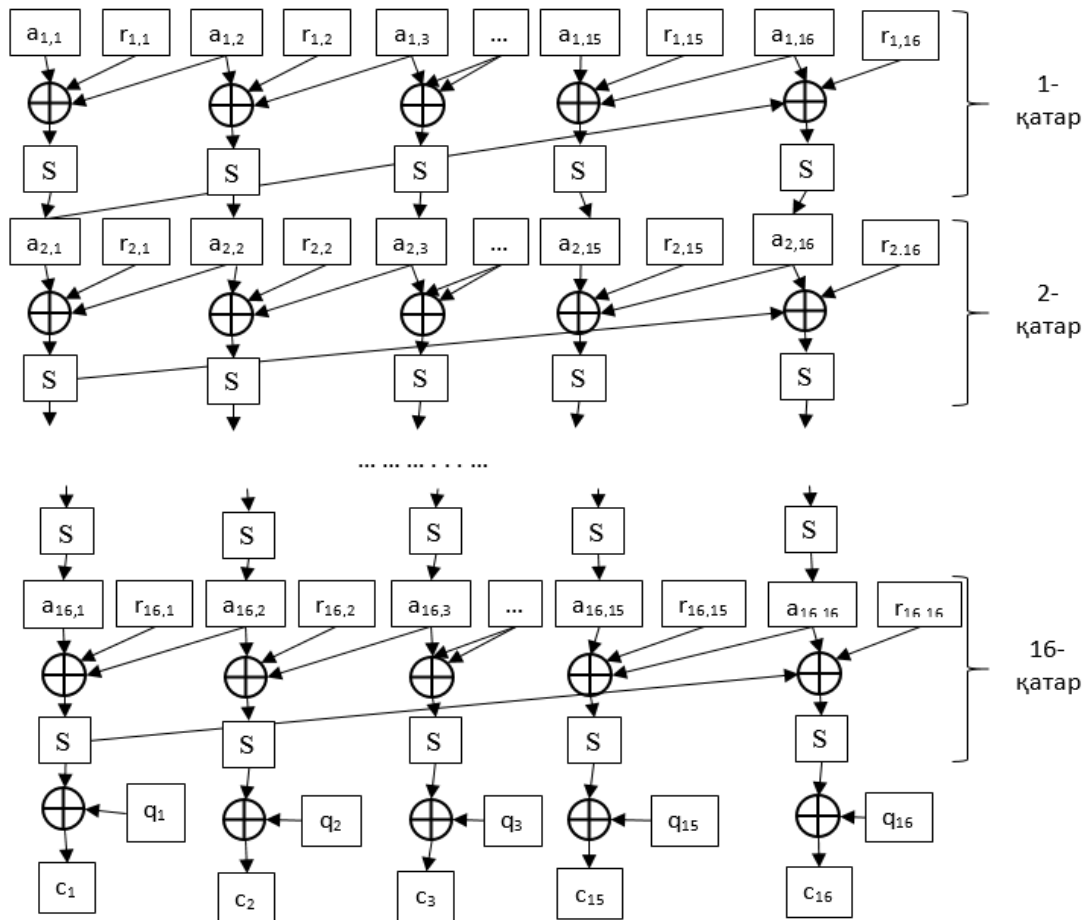 a1,1 r1,1 a1,2 r1,2 a1,3 ... a1,15 r1,15 a1,16 r1,16
1-
қатар
S S S S S
a2,1 r2,1 a2,2 r2,2 a2,3 ... a2,15 r2,15 a2,16 r2.16
2-
қатар
S S S S S
... ... ... . . . ...
S S S S S
a16,1 r16,1 a16,2 r16,2 a16,3 ... a16,15 r16,15 a16,16 r16,16
16-
қатар
S S S S S
q1 q2 q3 q15 q16
c1 c2 c3 c15 c16